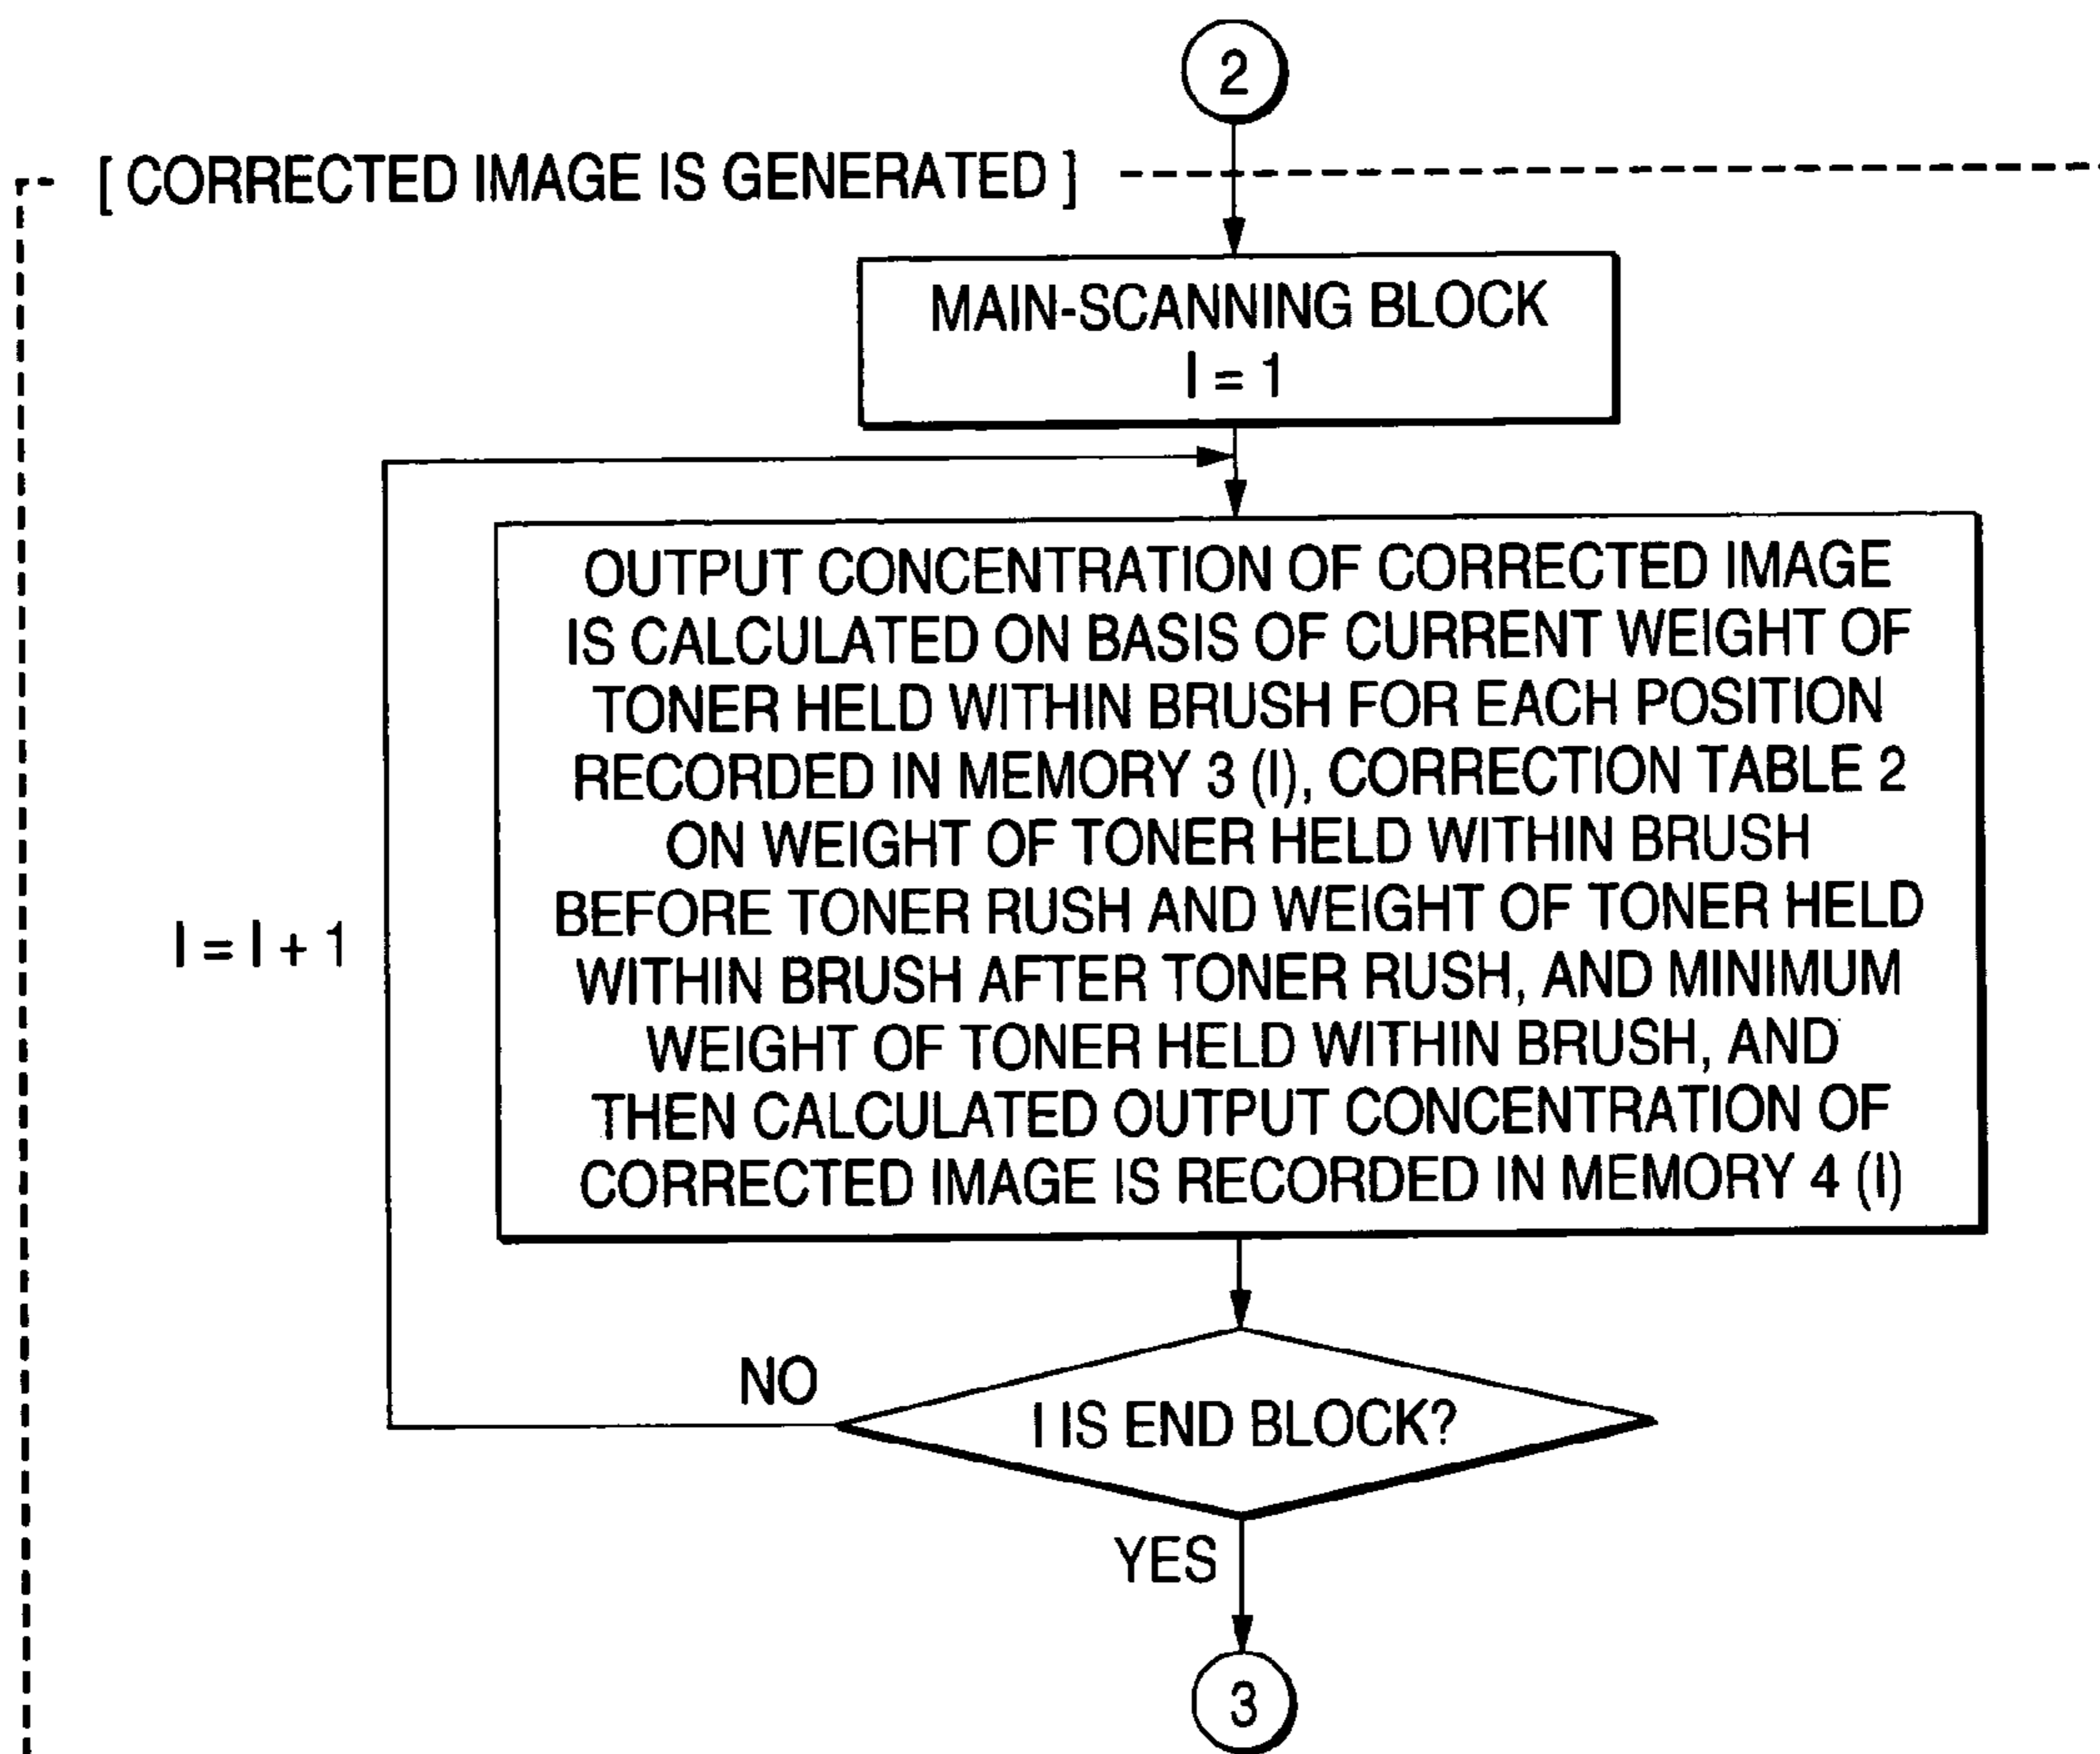 2
[ CORRECTED IMAGE IS GENERATED ]
MAIN-SCANNING BLOCK
I = 1
OUTPUT CONCENTRATION OF CORRECTED IMAGE
IS CALCULATED ON BASIS OF CURRENT WEIGHT OF
TONER HELD WITHIN BRUSH FOR EACH POSITION
RECORDED IN MEMORY 3 (I), CORRECTION TABLE 2
ON WEIGHT OF TONER HELD WITHIN BRUSH
BEFORE TONER RUSH AND WEIGHT OF TONER HELD
WITHIN BRUSH AFTER TONER RUSH, AND MINIMUM
WEIGHT OF TONER HELD WITHIN BRUSH, AND
THEN CALCULATED OUTPUT CONCENTRATION OF
CORRECTED IMAGE IS RECORDED IN MEMORY 4 (I)
I = I + 1
NO
I IS END BLOCK?
YES
3